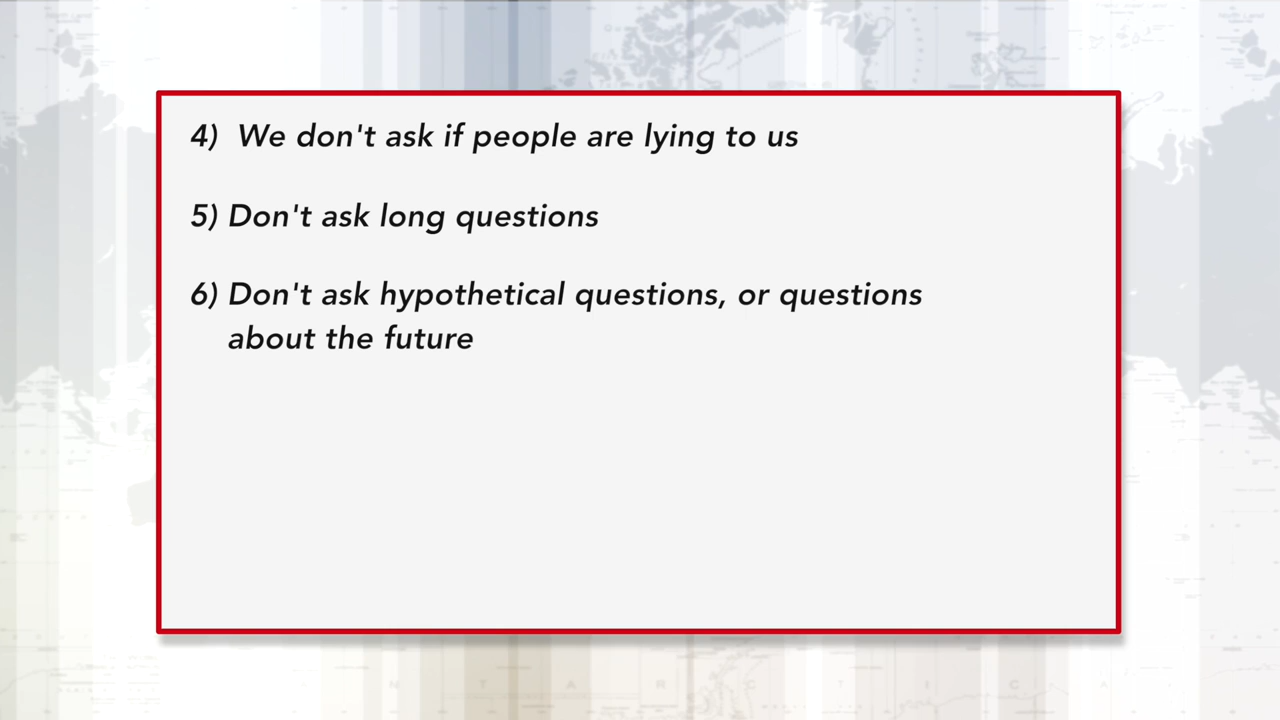 4) We don't ask if people are lying to us
5) Don't ask long questions
6) Don't ask hypothetical questions, or questions
about the future
N T A R C T I C A